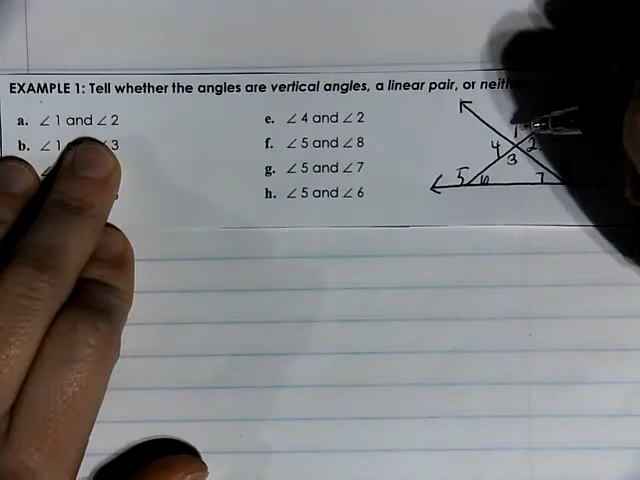 EXAMPLE 1: Tell whether the angles are vertical angles, a linear pair, or
a. ∠1 and ∠2
b. ∠1 ∠3
e. ∠4 and ∠2
f. ∠5 and ∠8
g. ∠5 and ∠7
h. ∠5 and ∠6
1
4 2
3
5 6 7